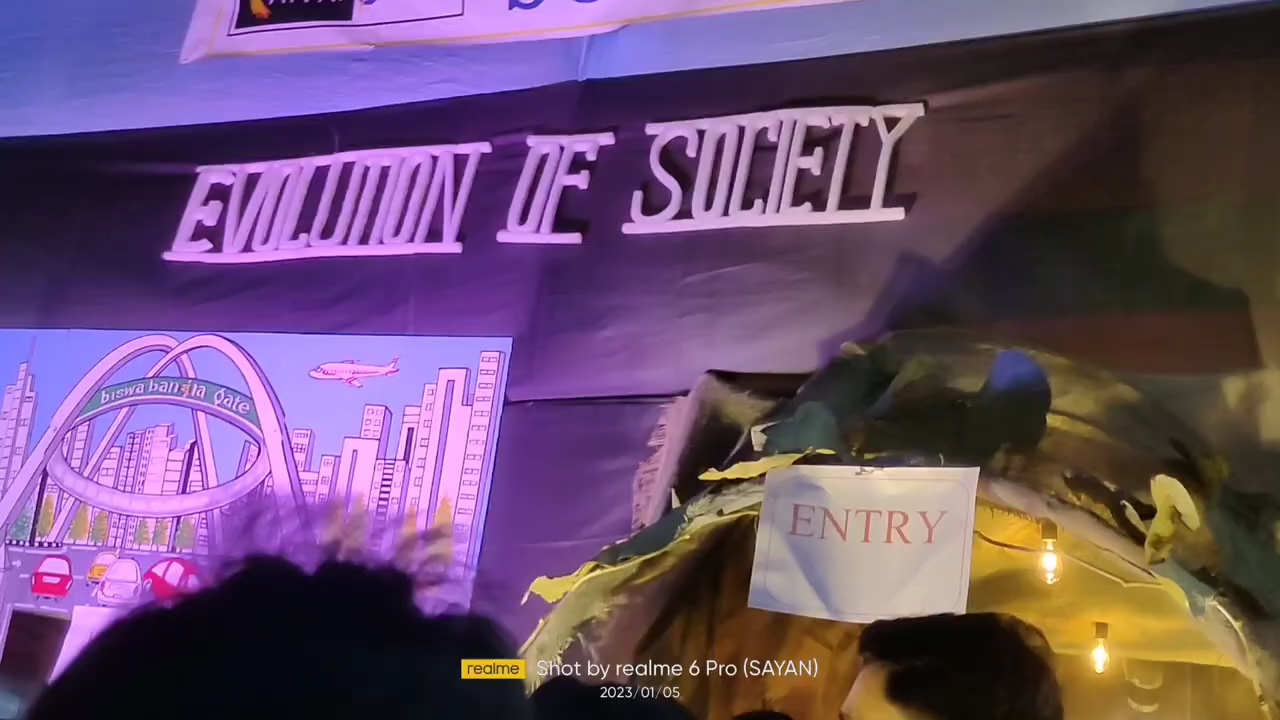 EVOLUTION OF SOCIETY
biswa bangla gate
ENTRY
realme Shot by realme 6 Pro (SAYAN)
2023/01/05